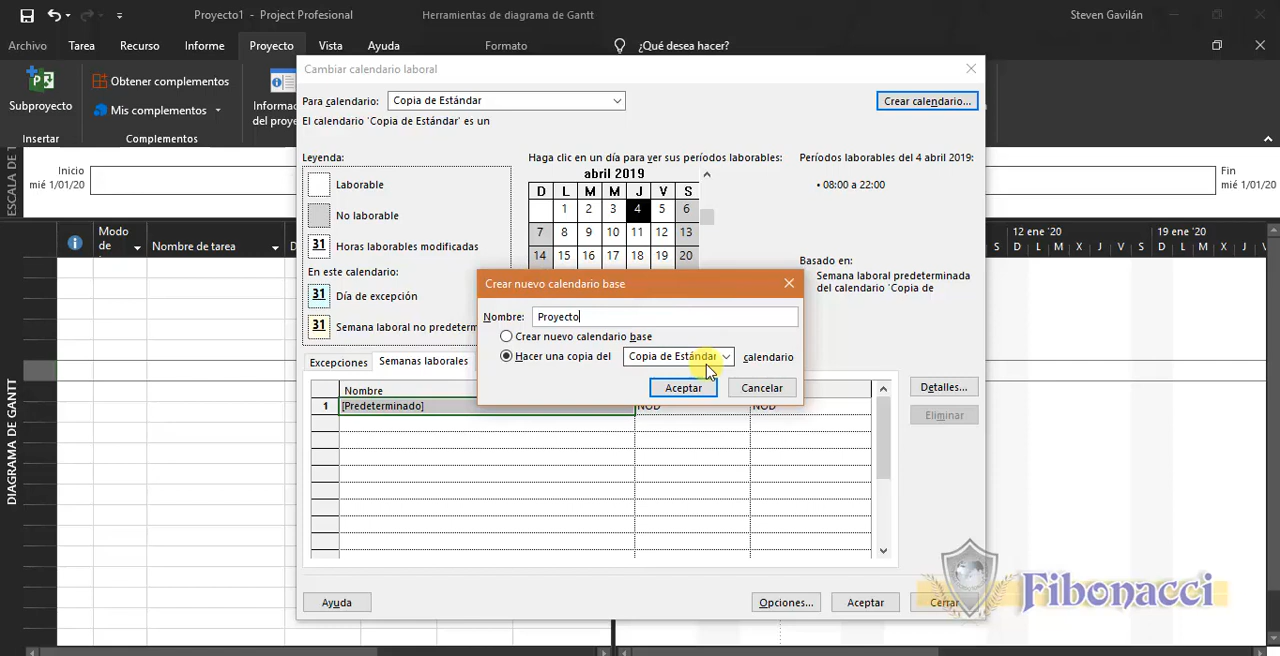 Proyecto1 - Project Profesional
Herramientas de diagrama de Gantt
Steven Gavilán
Archivo
Tarea
Recurso
Informe
Proyecto
Vista
Ayuda
Formato
¿Qué desea hacer?
Subproyecto
Insertar
Obtener complementos
Mis complementos
Complementos
Informa
del proye
Cambiar calendario laboral
Para calendario:
Copia de Estándar
Crear calendario...
El calendario 'Copia de Estándar' es un
Leyenda:
Laborable
No laborable
31 Horas laborables modificadas
En este calendario:
31 Día de excepción
31 Semana laboral no predeterm
Haga clic en un día para ver sus períodos laborables:
abril 2019
D L M M J V S
1 2 3 4 5 6
7 8 9 10 11 12 13
14 15 16 17 18 19 20
Períodos laborables del 4 abril 2019:
• 08:00 a 22:00
Basado en:
Semana laboral predeterminada
del calendario 'Copia de
Crear nuevo calendario base
Nombre: Proyecto
Crear nuevo calendario base
Hacer una copia del Copia de Estándar calendario
Aceptar
Cancelar
Excepciones
Semanas laborales
Nombre
1 [Predeterminado] NOD NOD
Detalles...
Eliminar
Ayuda
Opciones...
Aceptar
Cerrar
ESCALA DE T
Inicio
mié 1/01/20
Fin
mié 1/01/20
Modo
de
Nombre de tarea
D
12 ene '20
19 ene '20
S D L M X J V S D L M X J V
DIAGRAMA DE GANTT
Fibonacci